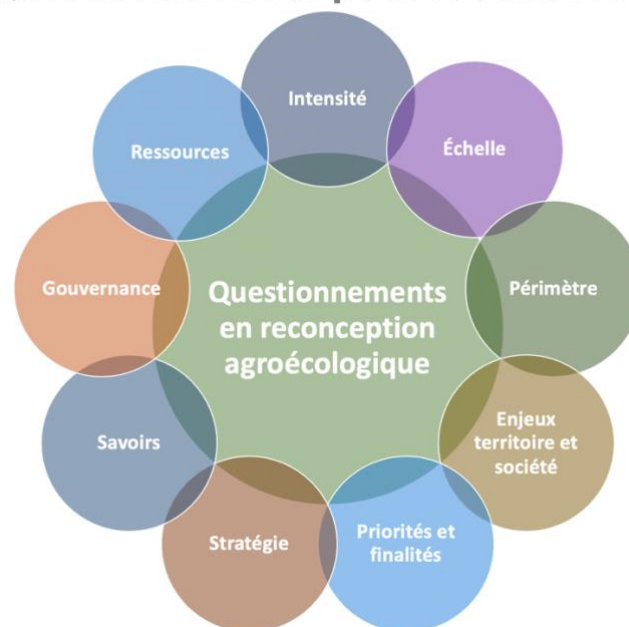 Intensité
Échelle
Ressources
Périmètre
Gouvernance
Questionnements
en reconception
agroécologique
Enjeux
territoire et
société
Savoirs
Priorités et
finalités
Stratégie